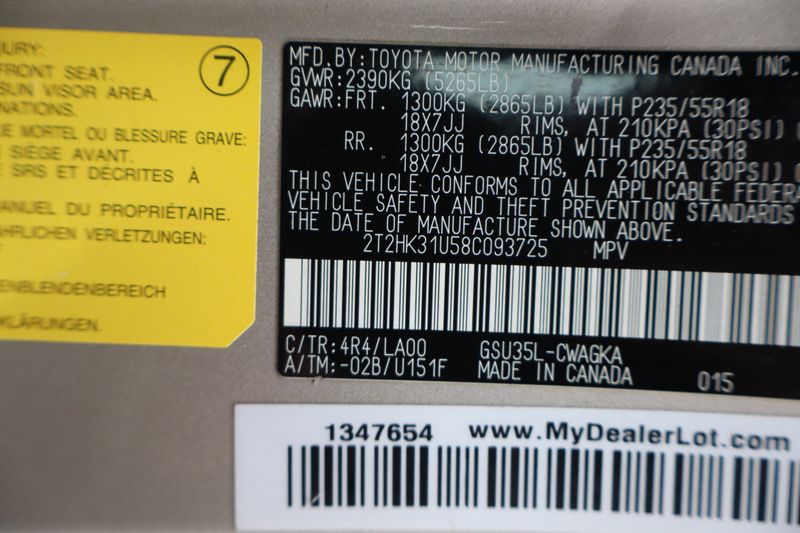 JURY:
FRONT SEAT.
SUN VISOR AREA.
7
UE MORTEL OU BLESSURE GRAVE:
SIÈGE AVANT.
SRS ET DÉCRITES À
MANUEL DU PROPRIÉTAIRE.
ÄHRLICHEN VERLETZUNGEN:
ENBLENDENBEREICH
KLÄRUNGEN.
MFD.BY:TOYOTA MOTOR MANUFACTURING CANADA INC.
GVWR:2390KG (5265LB)
GAWR:FRT. 1300KG (2865LB) WITH P235/55R18
18X7JJ RIMS, AT 210KPA (30PSI)
RR. 1300KG (2865LB) WITH P235/55R18
18X7JJ RIMS, AT 210KPA (30PSI)
THIS VEHICLE CONFORMS TO ALL APPLICABLE FEDERA
VEHICLE SAFETY AND THEFT PREVENTION STANDARDS
THE DATE OF MANUFACTURE SHOWN ABOVE.
2T2HK31U58C093725 MPV
C/TR:4R4/LA00 GSU35L-CWAGKA
A/TM:-02B/U151F MADE IN CANADA 015
1347654 www.MyDealerLot.com